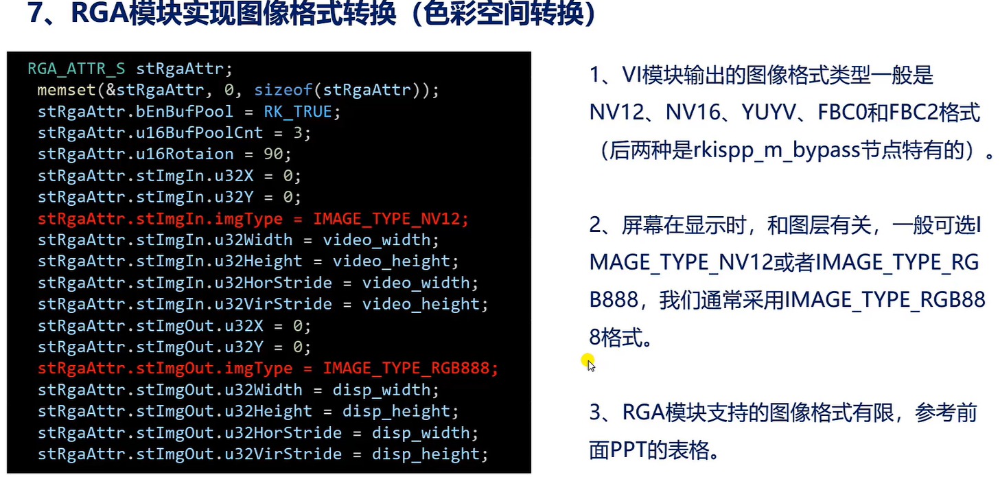 7、RGA模块实现图像格式转换（色彩空间转换）
RGA_ATTR_S stRgaAttr;
memset(&stRgaAttr, 0, sizeof(stRgaAttr));
stRgaAttr.bEnBufPool = RK_TRUE;
stRgaAttr.u16BufPoolCnt = 3;
stRgaAttr.u16Rotaion = 90;
stRgaAttr.stImgIn.u32X = 0;
stRgaAttr.stImgIn.u32Y = 0;
stRgaAttr.stImgIn.imgType = IMAGE_TYPE_NV12;
stRgaAttr.stImgIn.u32Width = video_width;
stRgaAttr.stImgIn.u32Height = video_height;
stRgaAttr.stImgIn.u32HorStride = video_width;
stRgaAttr.stImgIn.u32VirStride = video_height;
stRgaAttr.stImgOut.u32X = 0;
stRgaAttr.stImgOut.u32Y = 0;
stRgaAttr.stImgOut.imgType = IMAGE_TYPE_RGB888;
stRgaAttr.stImgOut.u32Width = disp_width;
stRgaAttr.stImgOut.u32Height = disp_height;
stRgaAttr.stImgOut.u32HorStride = disp_width;
stRgaAttr.stImgOut.u32VirStride = disp_height;
1、VI模块输出的图像格式类型一般是
NV12、NV16、YUYV、FBC0和FBC2格式
（后两种是rkispp_m_bypass节点特有的）。
2、屏幕在显示时，和图层有关，一般可选I
MAGE_TYPE_NV12或者IMAGE_TYPE_RG
B888，我们通常采用IMAGE_TYPE_RGB88
8格式。
3、RGA模块支持的图像格式有限，参考前
面PPT的表格。